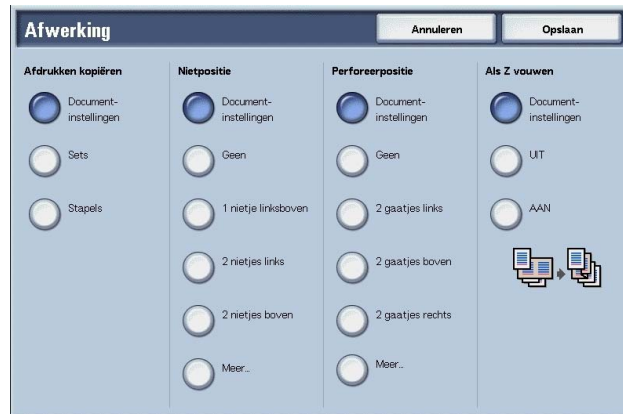 Afwerking
Annuleren
Opslaan
Afdrukken kopiëren
Document-
instellingen
Sets
Stapels
Nietpositie
Document-
instellingen
Geen
1 nietje linksboven
2 nietjes links
2 nietjes boven
Meer...
Perforeerpositie
Document-
instellingen
Geen
2 gaatjes links
2 gaatjes boven
2 gaatjes rechts
Meer...
Als Z vouwen
Document-
instellingen
UIT
AAN